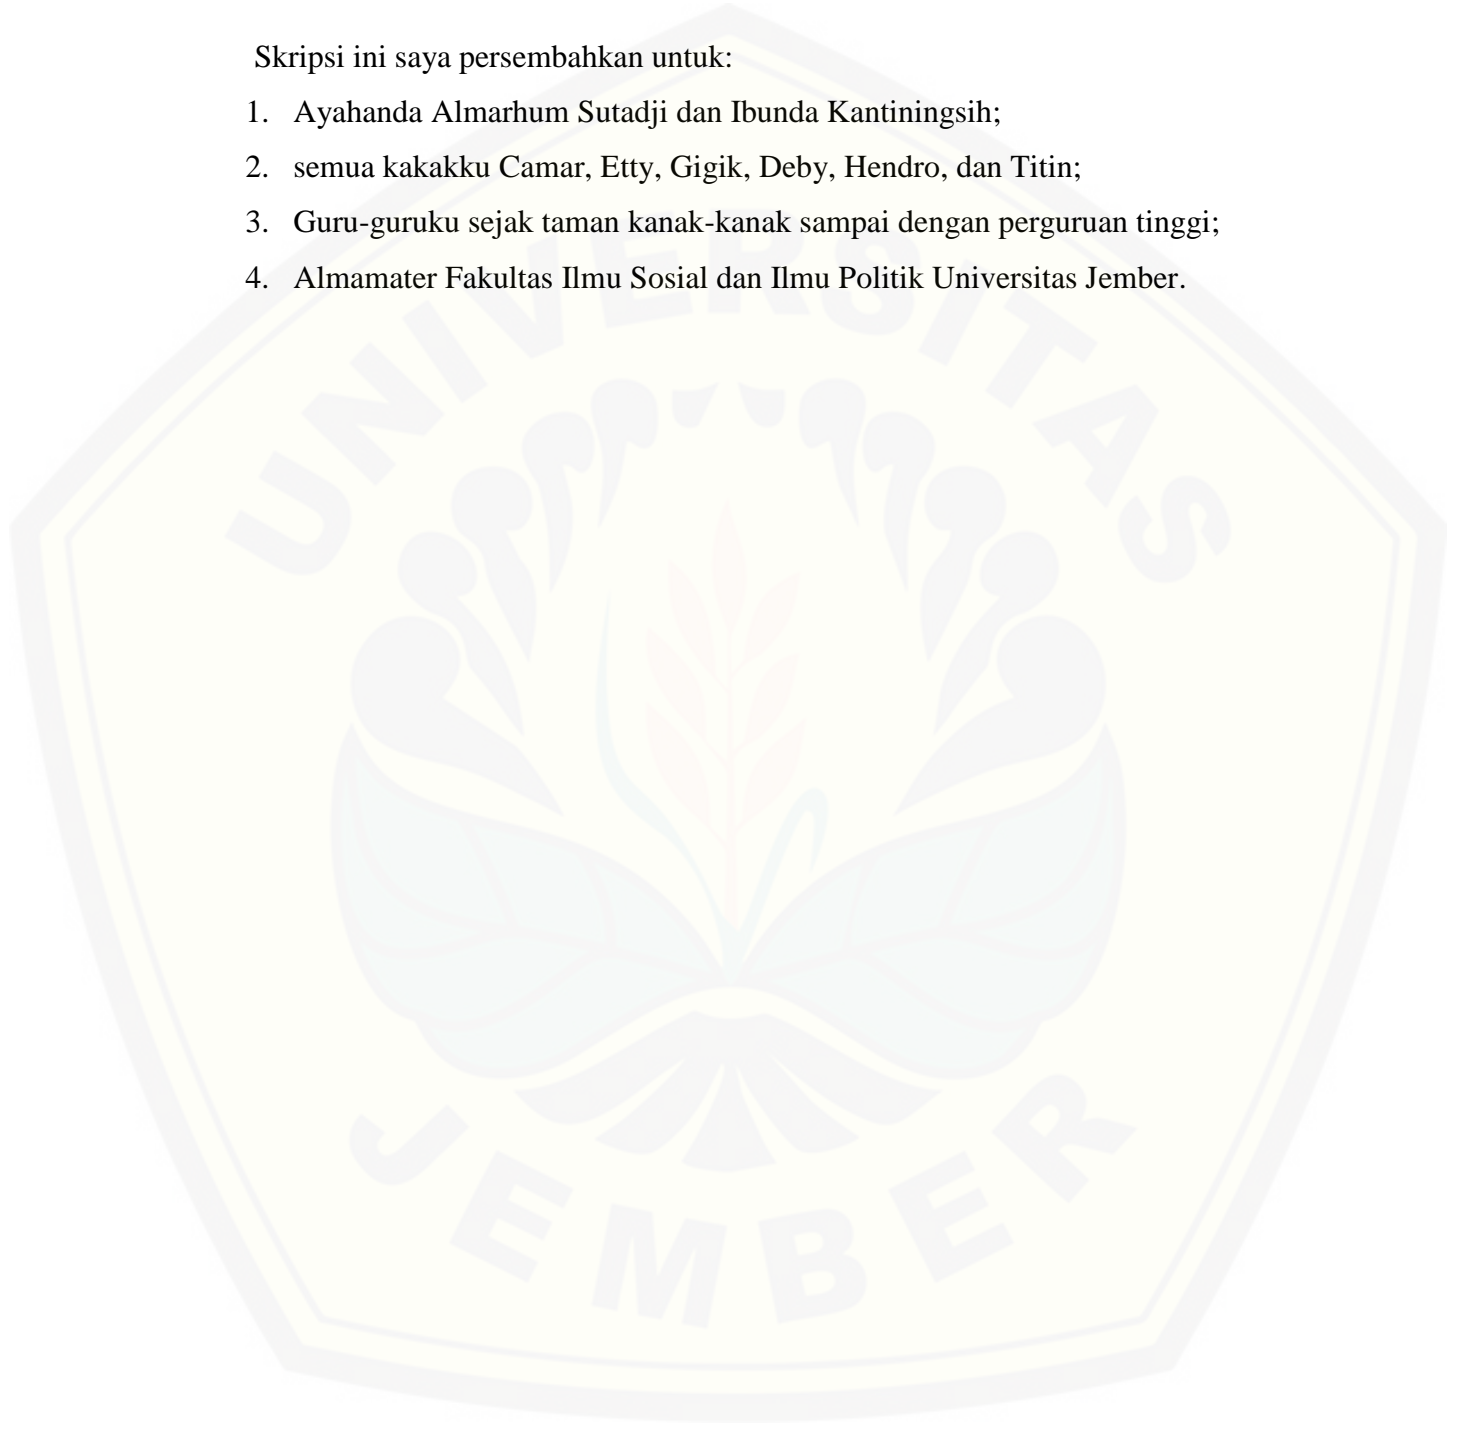 Skripsi ini saya persembahkan untuk:
1. Ayahanda Almarhum Sutadji dan Ibunda Kantiningsih;
2. semua kakakku Camar, Etty, Gigik, Deby, Hendro, dan Titin;
3. Guru-guruku sejak taman kanak-kanak sampai dengan perguruan tinggi;
4. Almamater Fakultas Ilmu Sosial dan Ilmu Politik Universitas Jember.
UNIVERSITAS
JEMBER